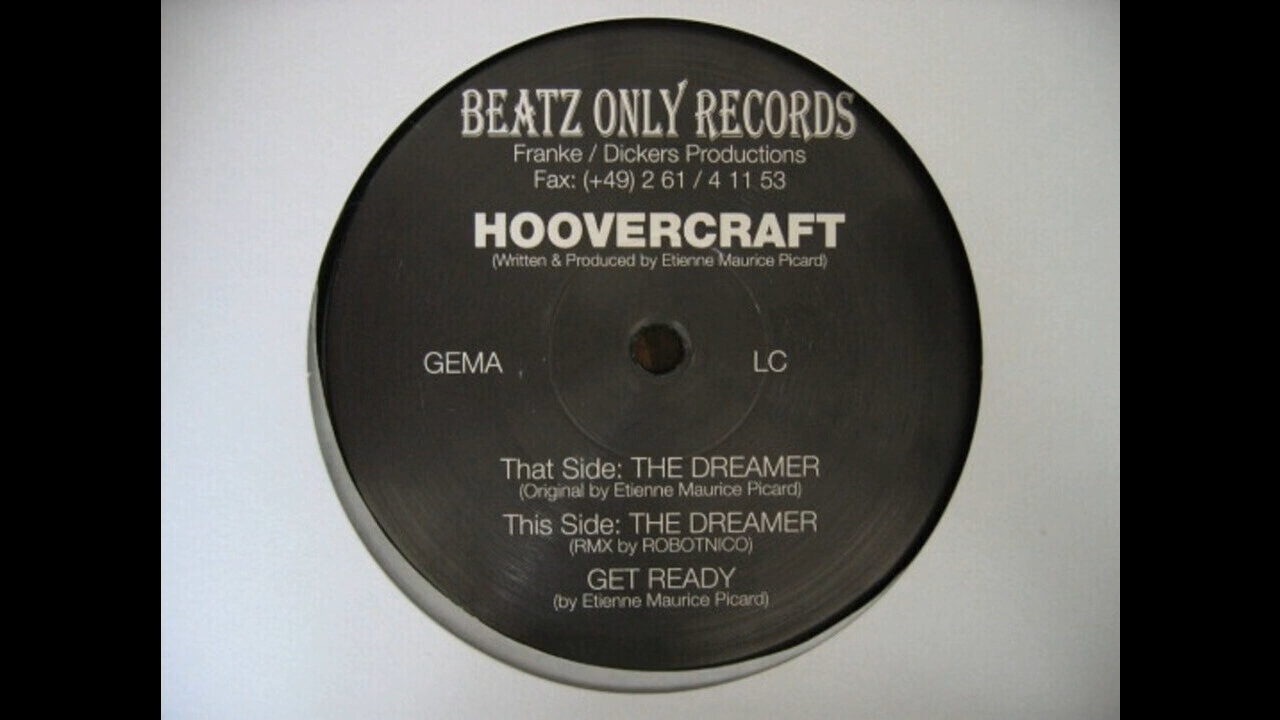 BEATZ ONLY RECORDS
Franke / Dickers Productions
Fax: (+49) 2 61 / 4 11 53
HOOVERCRAFT
(Written & Produced by Etienne Maurice Picard)
GEMA LC
That Side: THE DREAMER
(Original by Etienne Maurice Picard)
This Side: THE DREAMER
(RMX by ROBOTNICO)
GET READY
(by Etienne Maurice Picard)